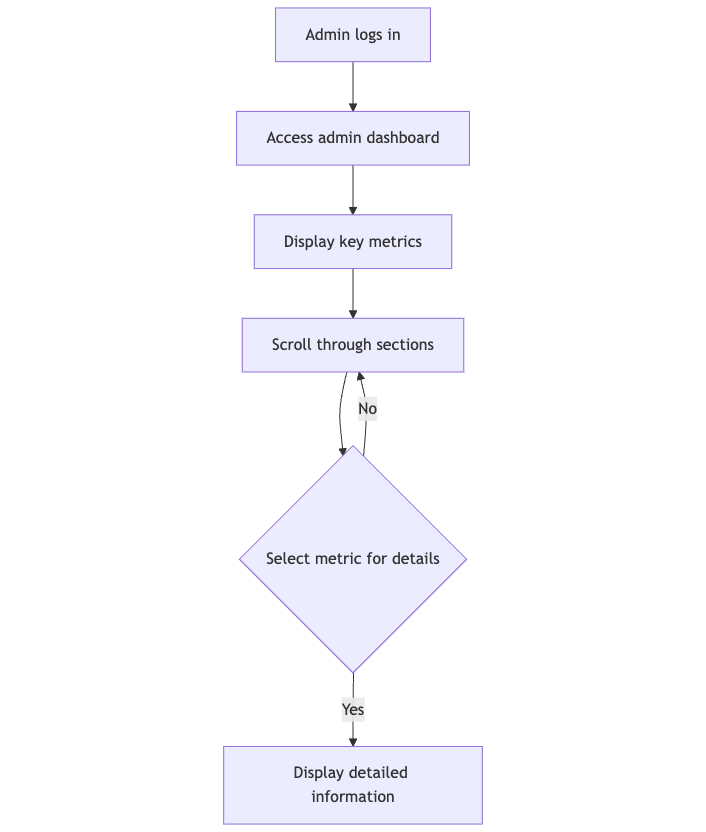 Admin logs in
Access admin dashboard
Display key metrics
Scroll through sections
No
Select metric for details
Yes
Display detailed
information